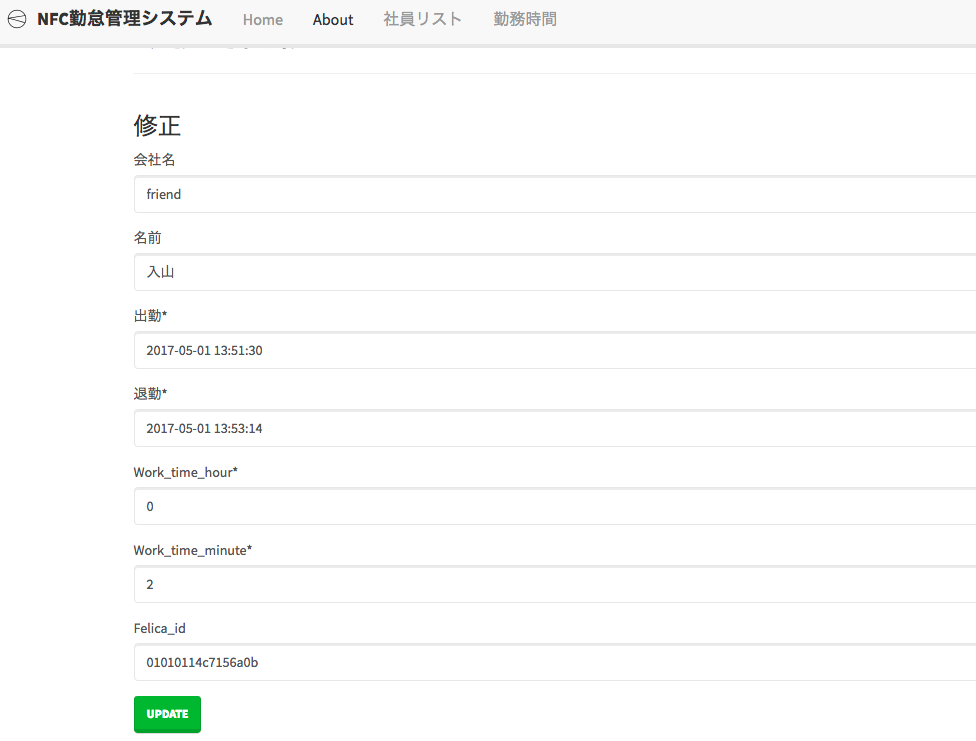 NFC勤怠管理システム Home About 社員リスト 勤務時間
修正
会社名
friend
名前
入山
出勤*
2017-05-01 13:51:30
退勤*
2017-05-01 13:53:14
Work_time_hour*
0
Work_time_minute*
2
Felica_id
01010114c7156a0b
UPDATE